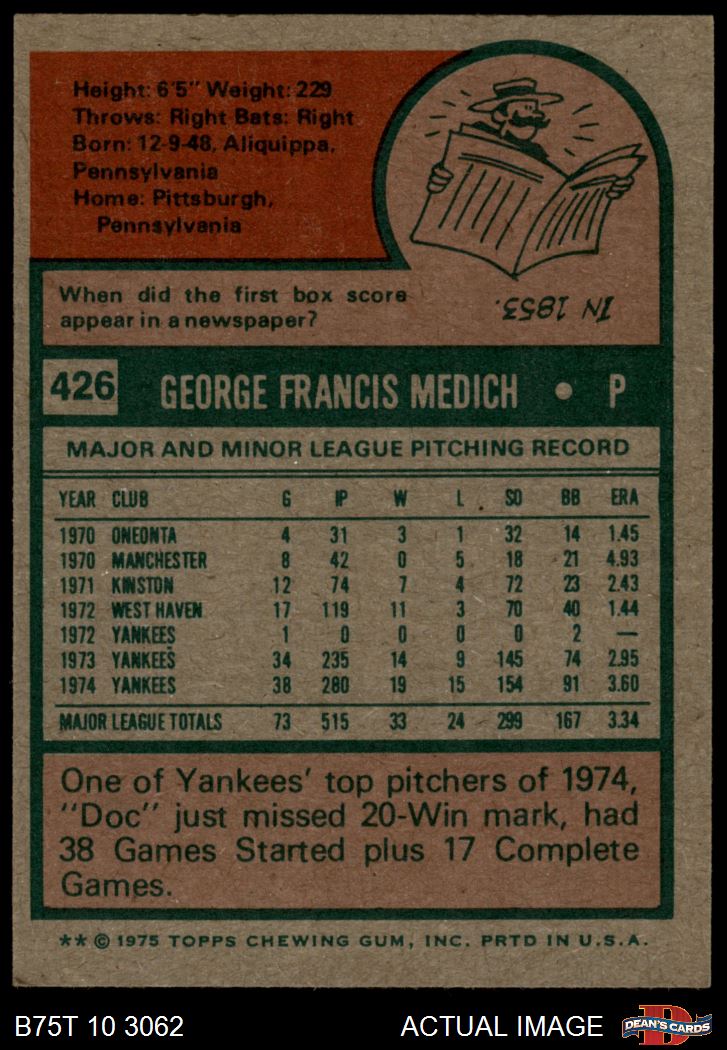 Height: 6'5" Weight: 229
Throws: Right Bats: Right
Born: 12-9-48, Aliquippa,
Pennsylvania
Home: Pittsburgh,
Pennsylvania
When did the first box score
appear in a newspaper?
IN 1853.
426 GEORGE FRANCIS MEDICH • P
MAJOR AND MINOR LEAGUE PITCHING RECORD
YEAR CLUB G IP W L SO BB ERA
1970 ONEONTA 4 31 3 1 32 14 1.45
1970 MANCHESTER 8 42 0 5 18 21 4.93
1971 KINSTON 12 74 7 4 72 23 2.43
1972 WEST HAVEN 17 119 11 3 70 40 1.44
1972 YANKEES 1 0 0 0 0 2 —
1973 YANKEES 34 235 14 9 145 74 2.95
1974 YANKEES 38 280 19 15 154 91 3.60
MAJOR LEAGUE TOTALS 73 515 33 24 299 167 3.34
One of Yankees' top pitchers of 1974,
"Doc" just missed 20-Win mark, had
38 Games Started plus 17 Complete
Games.
** © 1975 TOPPS CHEWING GUM, INC. PRTD IN U.S.A.
B75T 10 3062 ACTUAL IMAGE D DEAN'S CARDS